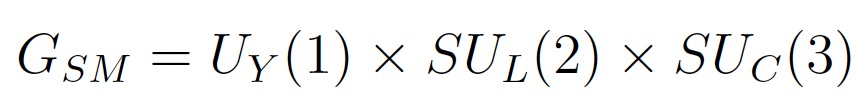 G_{SM} = U_Y(1) × SU_L(2) × SU_C(3)